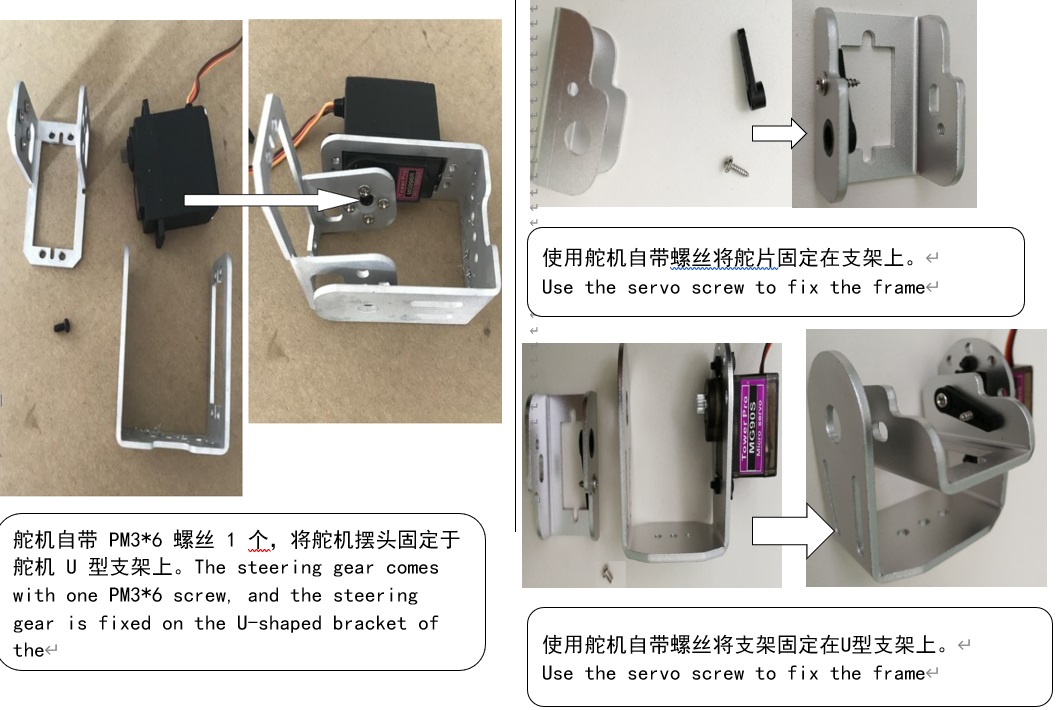 舵机自带 PM3*6 螺丝 1 个，将舵机摆头固定于
舵机 U 型支架上。The steering gear comes
with one PM3*6 screw, and the steering
gear is fixed on the U-shaped bracket of
the
使用舵机自带螺丝将舵片固定在支架上。
Use the servo screw to fix the frame
Tower Pro
MG90S
Micro servo
使用舵机自带螺丝将支架固定在U型支架上。
Use the servo screw to fix the frame